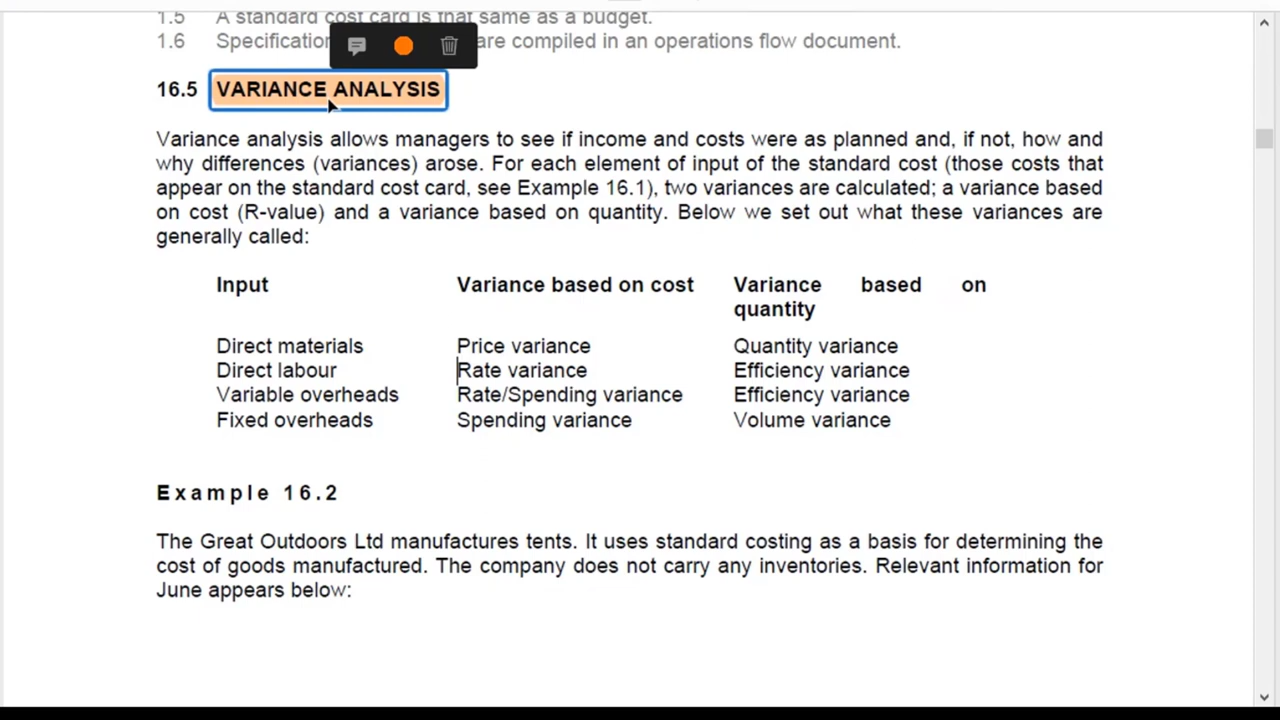 1.5 A standard cost card is that same as a budget.
1.6 Specification are compiled in an operations flow document.
16.5 VARIANCE ANALYSIS
Variance analysis allows managers to see if income and costs were as planned and, if not, how and
why differences (variances) arose. For each element of input of the standard cost (those costs that
appear on the standard cost card, see Example 16.1), two variances are calculated; a variance based
on cost (R-value) and a variance based on quantity. Below we set out what these variances are
generally called:
Input Variance based on cost Variance based on
quantity
Direct materials Price variance Quantity variance
Direct labour Rate variance Efficiency variance
Variable overheads Rate/Spending variance Efficiency variance
Fixed overheads Spending variance Volume variance
Example 16.2
The Great Outdoors Ltd manufactures tents. It uses standard costing as a basis for determining the
cost of goods manufactured. The company does not carry any inventories. Relevant information for
June appears below: